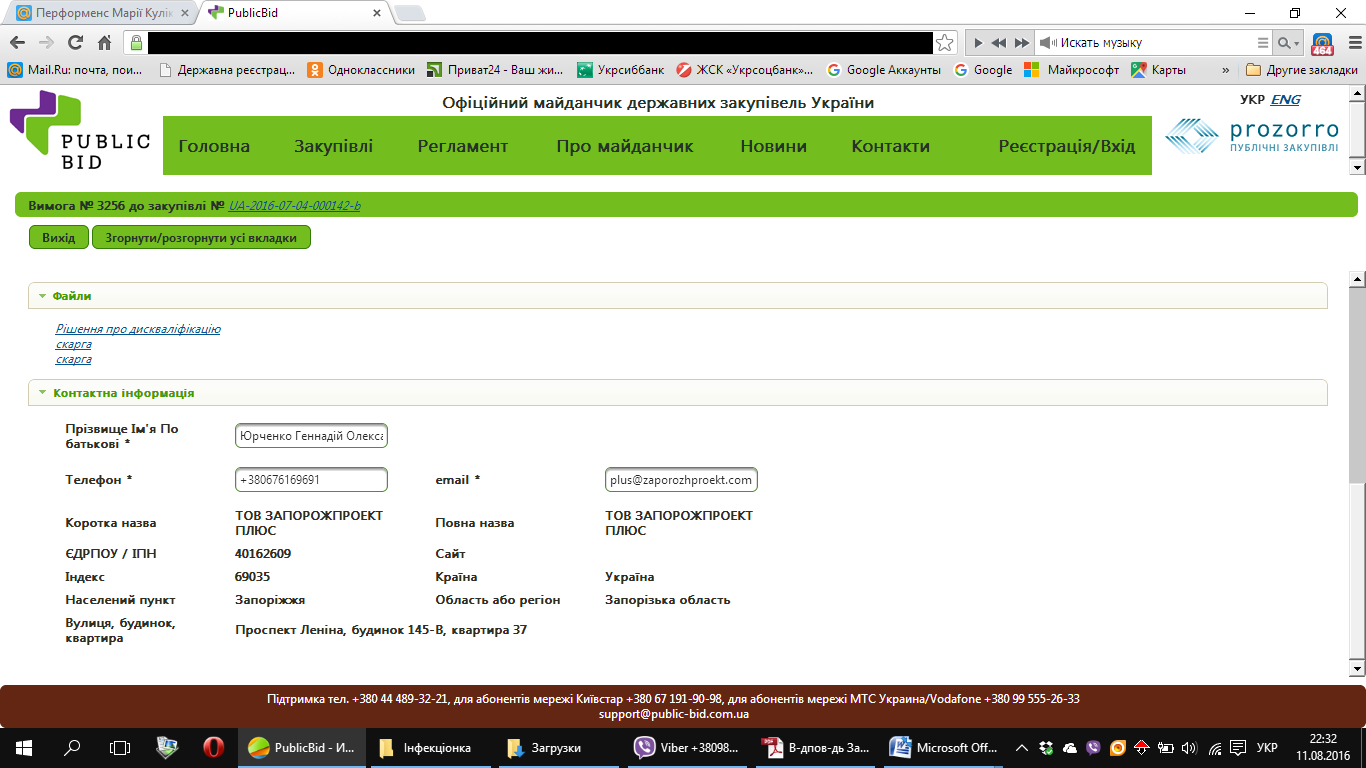 Перформенс Марії Кулік
PublicBid
Искать музыку
464
Mail.Ru: почта, пои...
Державна реєстрац...
Одноклассники
Приват24 - Ваш жи...
Укрсиббанк
ЖСК «Укрсоцбанк»...
Google Аккаунты
Google
Майкрософт
Карты
»
Другие закладки
PUBLIC
BID
Офіційний майданчик державних закупівель України
УКР ENG
Головна
Закупівлі
Регламент
Про майданчик
Новини
Контакти
Реєстрація/Вхід
prozorro
ПУБЛІЧНІ ЗАКУПІВЛІ
Вимога № 3256 до закупівлі № UA-2016-07-04-000142-b
Вихід
Згорнути/розгорнути усі вкладки
Файли
Рішення про дискваліфікацію
скарга
скарга
Контактна інформація
Прізвище Ім'я По
батькові *
Юрченко Геннадій Олекса
Телефон *
+380676169691
email *
plus@zaporozhproekt.com
Коротка назва
ТОВ ЗАПОРОЖПРОЕКТ
ПЛЮС
Повна назва
ТОВ ЗАПОРОЖПРОЕКТ
ПЛЮС
ЄДРПОУ / ІПН
40162609
Сайт
Індекс
69035
Країна
Україна
Населений пункт
Запоріжжя
Область або регіон
Запорізька область
Вулиця, будинок,
квартира
Проспект Леніна, будинок 145-В, квартира 37
Підтримка тел. +380 44 489-32-21, для абонентів мережі Київстар +380 67 191-90-98, для абонентів мережі МТС Украина/Vodafone +380 99 555-26-33
support@public-bid.com.ua
PublicBid - И...
Інфекціонка
Загрузки
Viber +38098...
В-дпов-дь За...
Microsoft Off...
УКР
22:32
11.08.2016